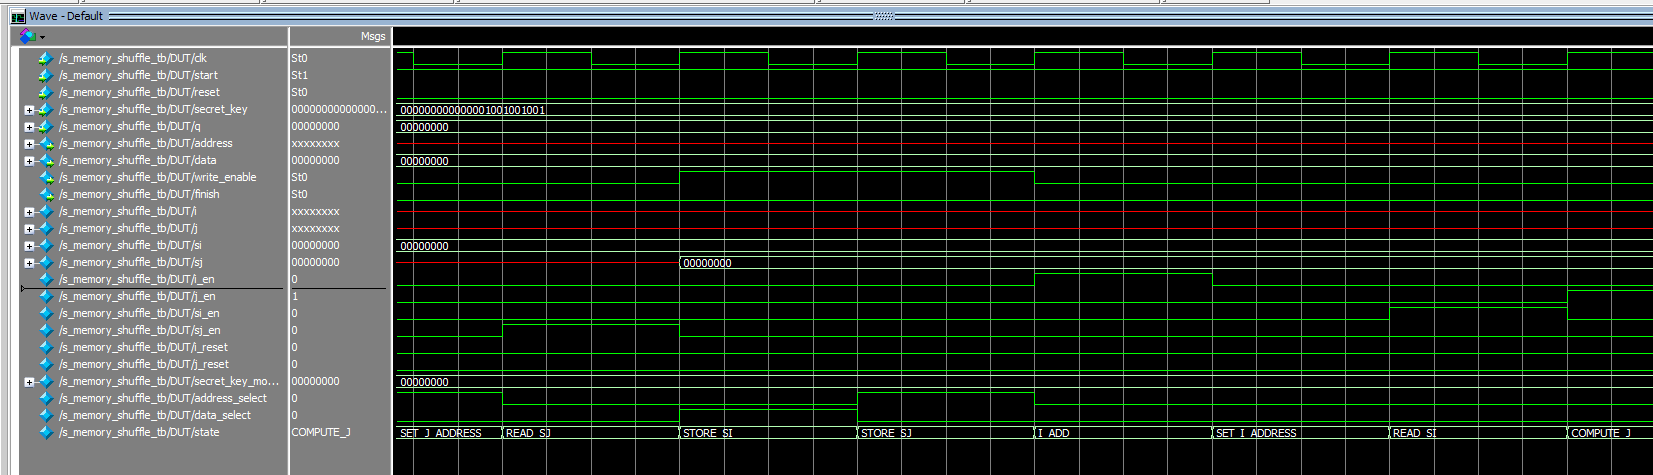 Wave - Default
Msgs
/s_memory_shuffle_tb/DUT/clk St0
/s_memory_shuffle_tb/DUT/start St1
/s_memory_shuffle_tb/DUT/reset St0
/s_memory_shuffle_tb/DUT/secret_key 00000000000000... 000000000000001001001001
/s_memory_shuffle_tb/DUT/q 00000000 00000000
/s_memory_shuffle_tb/DUT/address xxxxxxxx
/s_memory_shuffle_tb/DUT/data 00000000 00000000
/s_memory_shuffle_tb/DUT/write_enable St0
/s_memory_shuffle_tb/DUT/finish St0
/s_memory_shuffle_tb/DUT/i xxxxxxxx
/s_memory_shuffle_tb/DUT/j xxxxxxxx
/s_memory_shuffle_tb/DUT/si 00000000 00000000
/s_memory_shuffle_tb/DUT/sj 00000000 00000000
/s_memory_shuffle_tb/DUT/i_en 0
/s_memory_shuffle_tb/DUT/j_en 1
/s_memory_shuffle_tb/DUT/si_en 0
/s_memory_shuffle_tb/DUT/sj_en 0
/s_memory_shuffle_tb/DUT/i_reset 0
/s_memory_shuffle_tb/DUT/j_reset 0
/s_memory_shuffle_tb/DUT/secret_key_mo... 00000000 00000000
/s_memory_shuffle_tb/DUT/address_select 0
/s_memory_shuffle_tb/DUT/data_select 0
/s_memory_shuffle_tb/DUT/state COMPUTE_J SET_J_ADDRESS READ_SJ STORE_SI STORE_SJ I_ADD SET_I_ADDRESS READ_SI COMPUTE_J